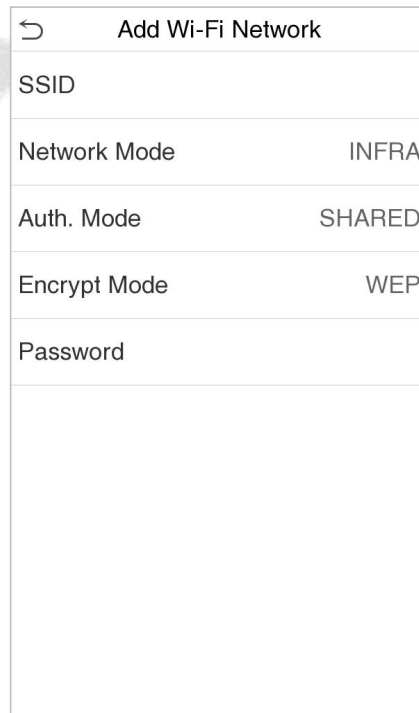 Add Wi-Fi Network
SSID
Network Mode INFRA
Auth. Mode SHARED
Encrypt Mode WEP
Password